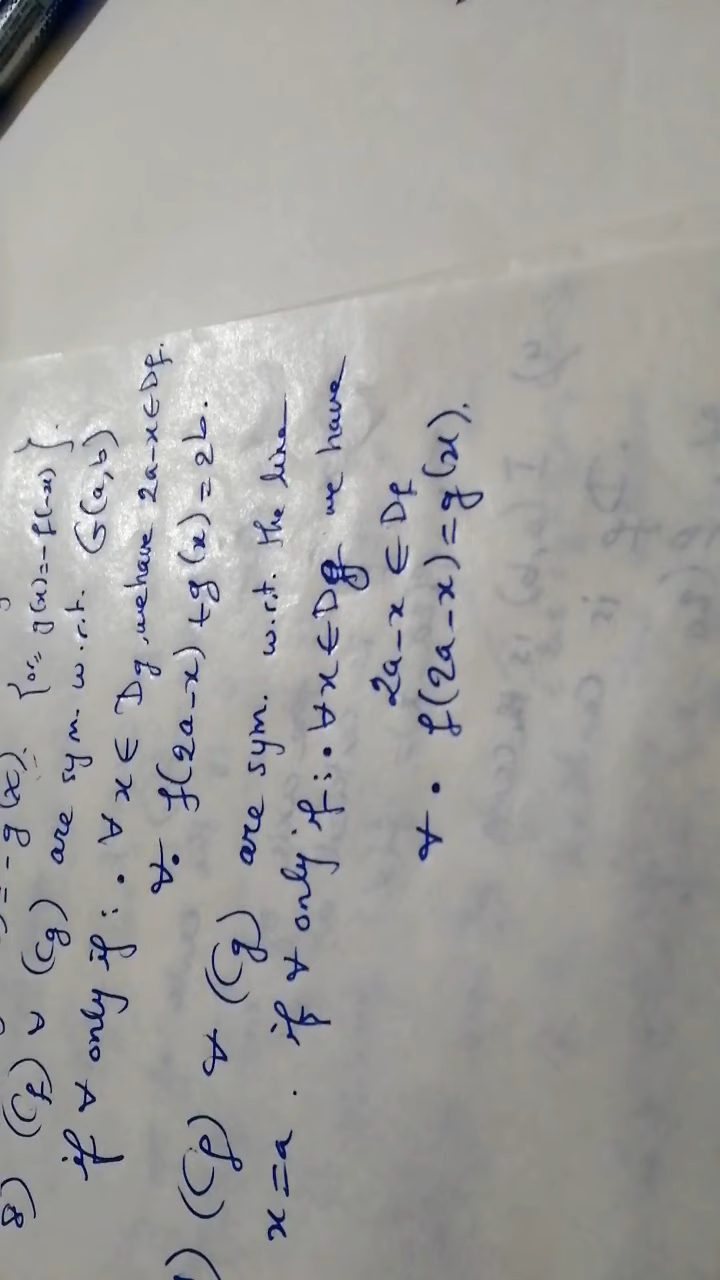 = -g(x). {or = g(x) = -f(-x)}.
8) (Cf) & (Cg) are sym. w.r.t. G(a,b)
if & only if: • ∀ x ∈ Dg, we have 2a-x ∈ Df.
&• f(2a-x) + g(x) = 2b.
) (Cf) & (Cg) are sym. w.r.t. the line
x = a. if & only if: • ∀ x ∈ Dg we have
2a-x ∈ Df
& • f(2a-x) = g(x).